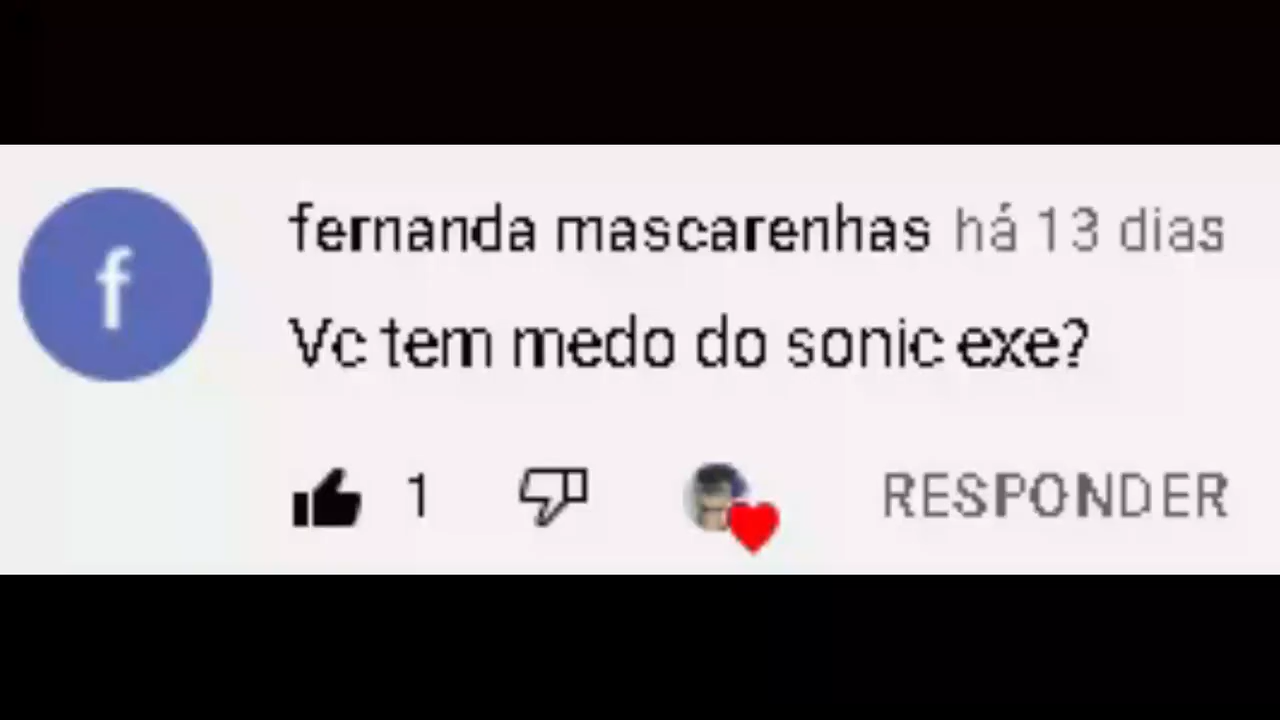 f
fernanda mascarenhas há 13 dias
Vc tem medo do sonic exe?
1 RESPONDER